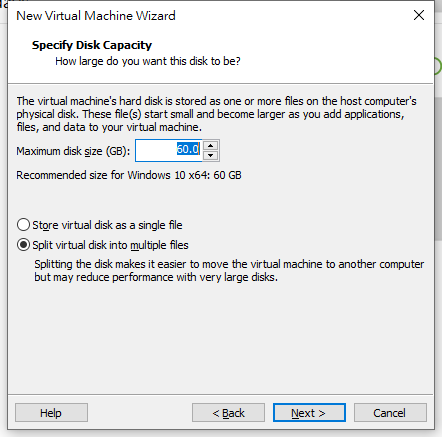 New Virtual Machine Wizard
Specify Disk Capacity
How large do you want this disk to be?
The virtual machine's hard disk is stored as one or more files on the host computer's
physical disk. These file(s) start small and become larger as you add applications,
files, and data to your virtual machine.
Maximum disk size (GB): 60.0
Recommended size for Windows 10 x64: 60 GB
Store virtual disk as a single file
Split virtual disk into multiple files
Splitting the disk makes it easier to move the virtual machine to another computer
but may reduce performance with very large disks.
Help < Back Next > Cancel